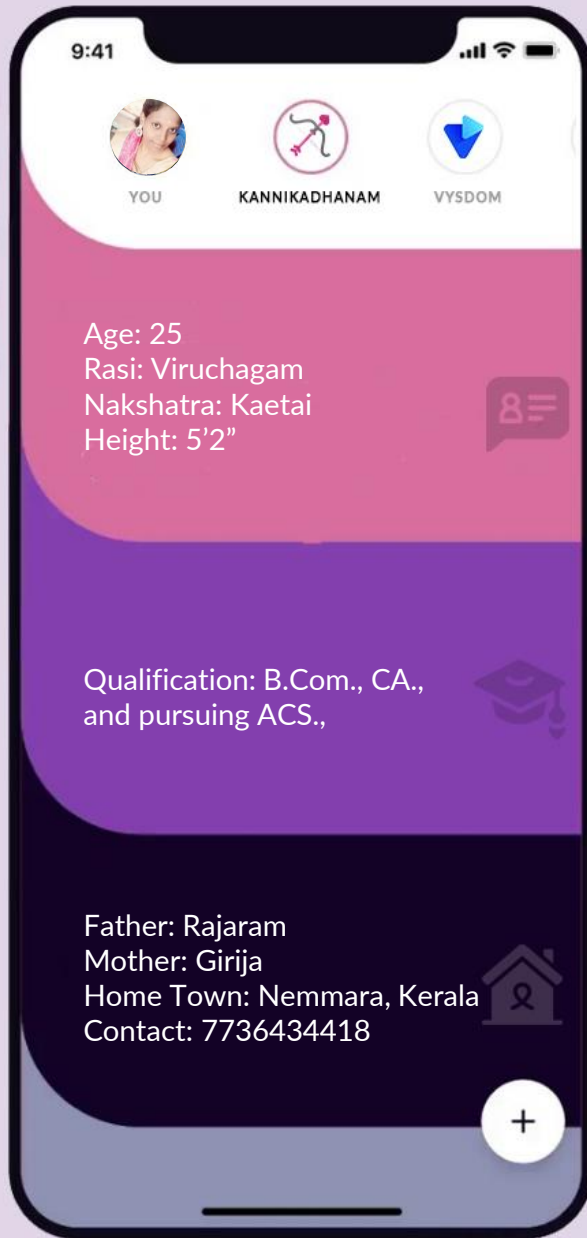 9:41
YOU
KANNIKADHANAM
VYSDOM
Age: 25
Rasi: Viruchagam
Nakshatra: Kaetai
Height: 5’2”
Qualification: B.Com., CA.,
and pursuing ACS.,
Father: Rajaram
Mother: Girija
Home Town: Nemmara, Kerala
Contact: 7736434418
+